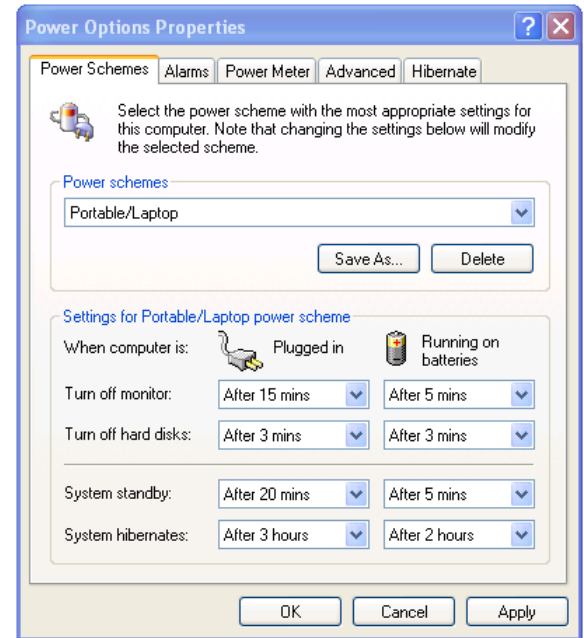 Power Options Properties
Power Schemes Alarms Power Meter Advanced Hibernate
Select the power scheme with the most appropriate settings for
this computer. Note that changing the settings below will modify
the selected scheme.
Power schemes
Portable/Laptop
Save As... Delete
Settings for Portable/Laptop power scheme
When computer is: Plugged in Running on
batteries
Turn off monitor: After 15 mins After 5 mins
Turn off hard disks: After 3 mins After 3 mins
System standby: After 20 mins After 5 mins
System hibernates: After 3 hours After 2 hours
OK Cancel Apply